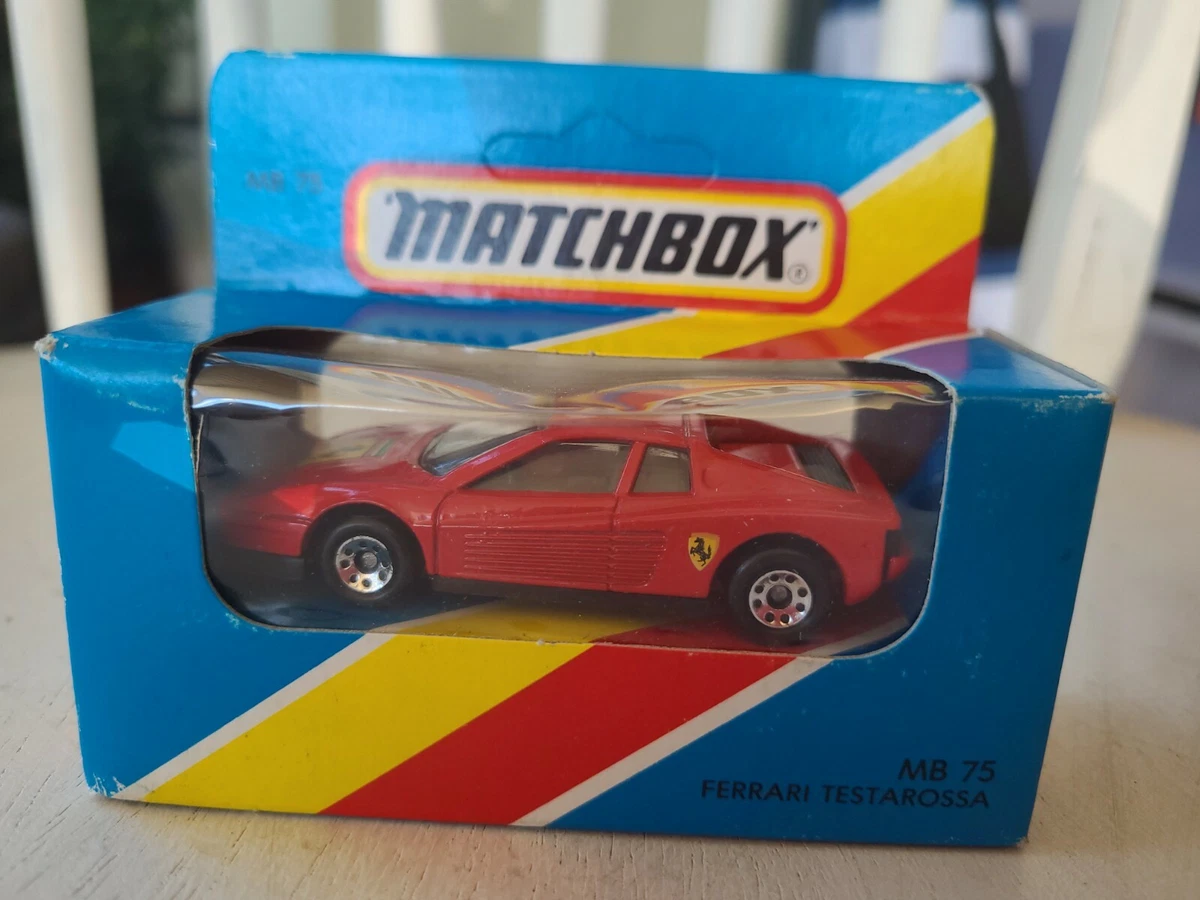 MB 75
"MATCHBOX"®
MB 75
FERRARI TESTAROSSA